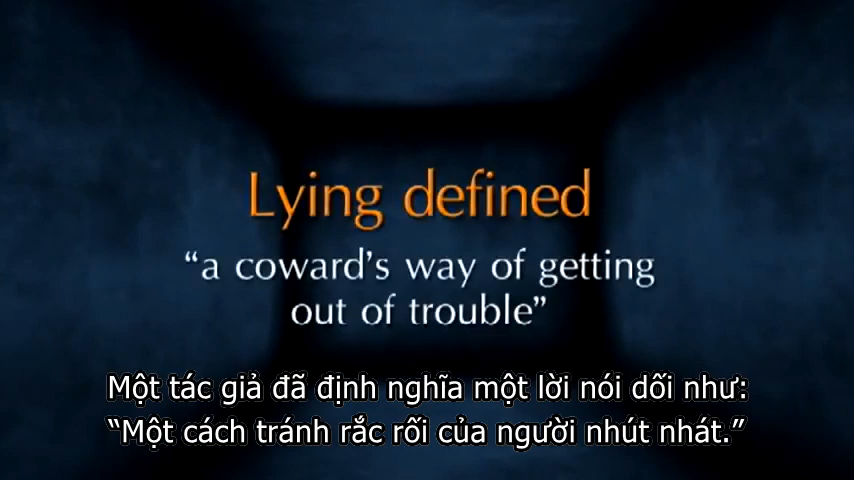 Lying defined
“a coward’s way of getting
out of trouble”
Một tác giả đã định nghĩa một lời nói dối như:
“Một cách tránh rắc rối của người nhút nhát.”